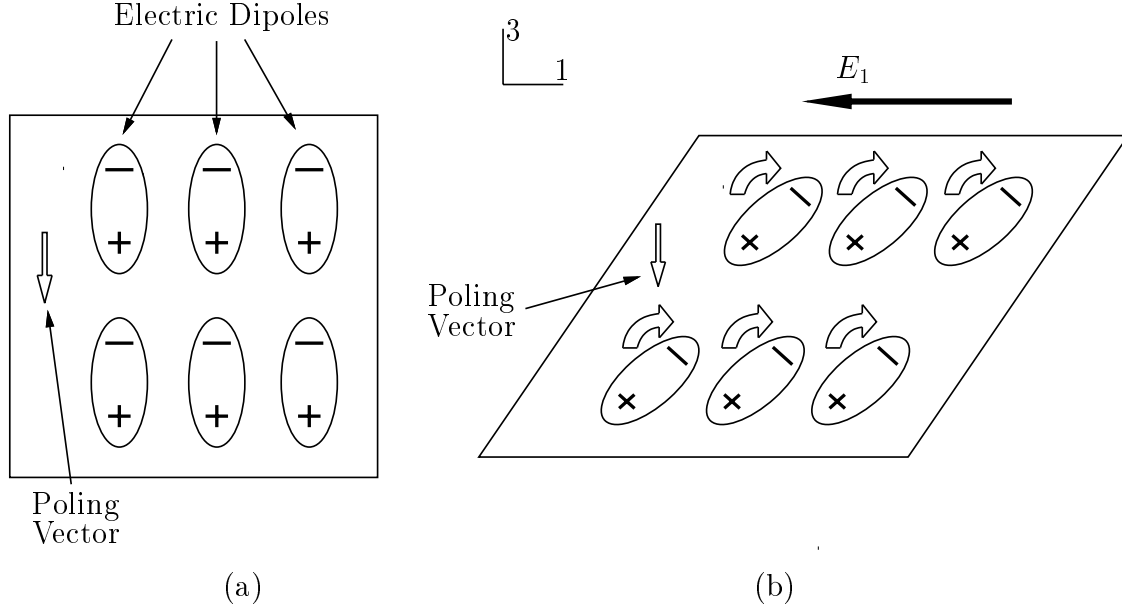 Electric Dipoles
3
1
E₁
− − −
+ + +
− − −
+ + +
Poling
Vector
− − −
× × ×
− − −
× × ×
Poling
Vector
(a)
(b)